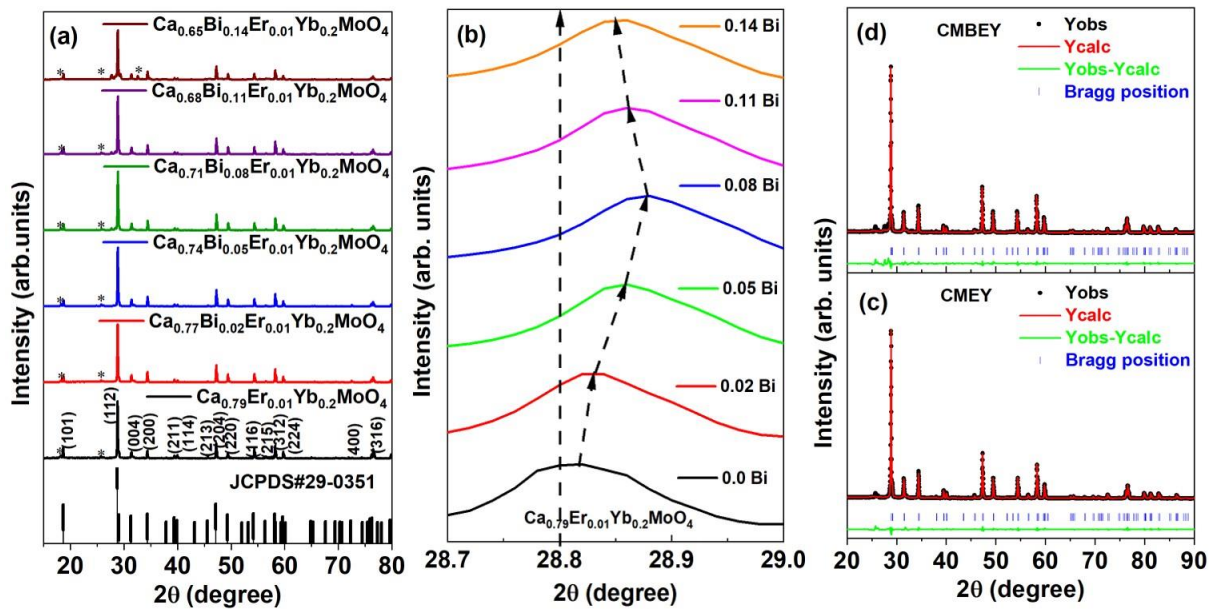 (a)
Ca0.65Bi0.14Er0.01Yb0.2MoO4
* * *
Ca0.68Bi0.11Er0.01Yb0.2MoO4
* *
Ca0.71Bi0.08Er0.01Yb0.2MoO4
* *
Ca0.74Bi0.05Er0.01Yb0.2MoO4
* *
Ca0.77Bi0.02Er0.01Yb0.2MoO4
* *
Ca0.79Er0.01Yb0.2MoO4
(101) (112) (004) (200) (211) (114) (213) (204) (220) (116) (215) (312) (224) (400) (316)
* *
JCPDS#29-0351
Intensity (arb.units)
20 30 40 50 60 70 80
2θ (degree)
(b)
0.14 Bi
0.11 Bi
0.08 Bi
0.05 Bi
0.02 Bi
0.0 Bi
Ca0.79Er0.01Yb0.2MoO4
Intensity (arb. units)
28.7 28.8 28.9 29.0
2θ (degree)
(d)
CMBEY
Yobs
Ycalc
Yobs-Ycalc
Bragg position
(c)
CMEY
Yobs
Ycalc
Yobs-Ycalc
Bragg position
Intensity (arb. units)
20 30 40 50 60 70 80 90
2θ (degree)